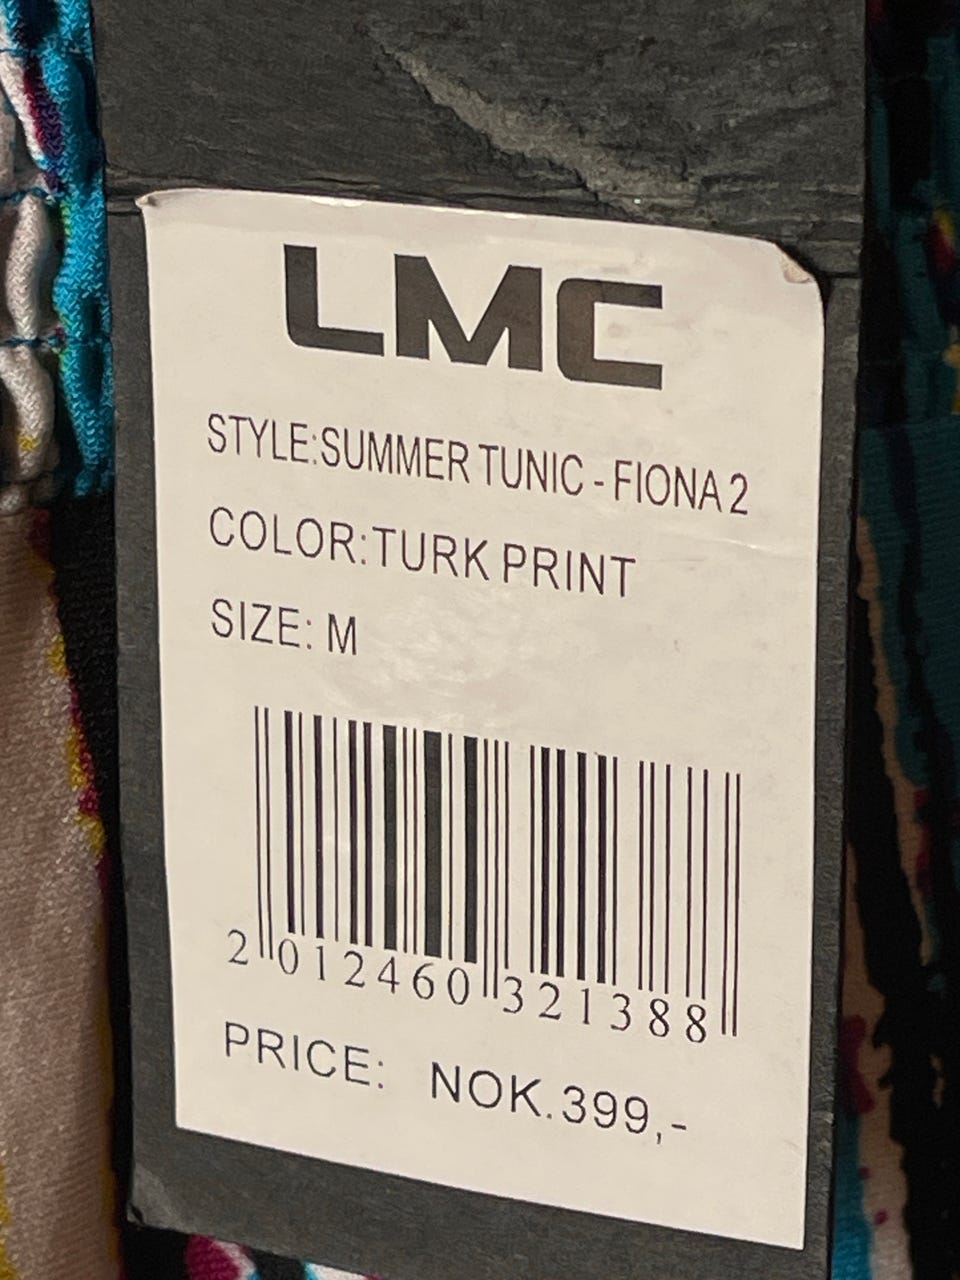 LMC
STYLE:SUMMER TUNIC - FIONA 2
COLOR:TURK PRINT
SIZE: M
2 012460 321388
PRICE: NOK.399,-